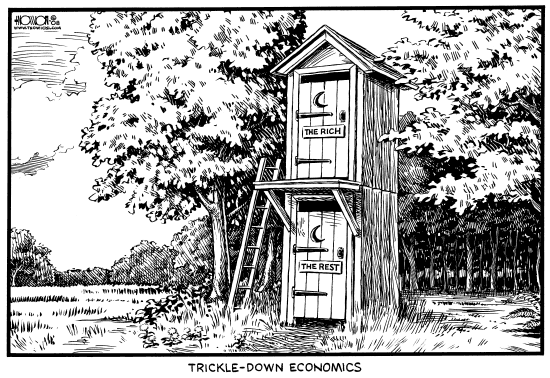 THE RICH
THE REST
TRICKLE-DOWN ECONOMICS